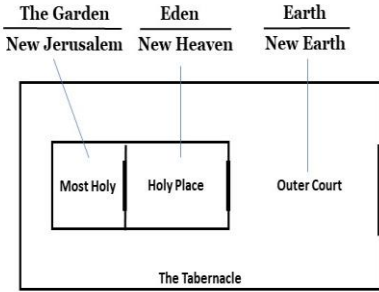 The Garden Eden Earth
New Jerusalem New Heaven New Earth
Most Holy Holy Place Outer Court
The Tabernacle